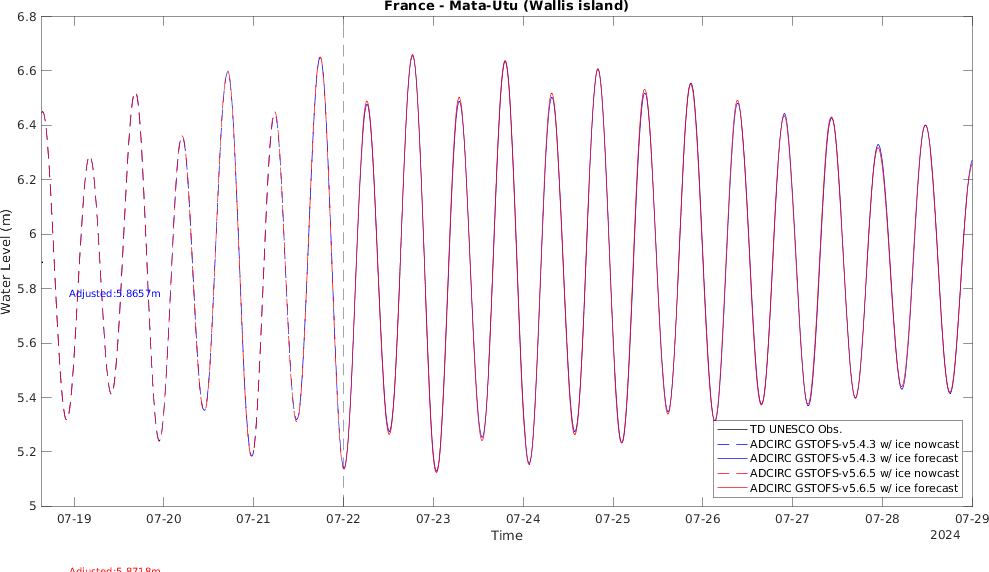 France - Mata-Utu (Wallis island)
6.8
6.6
6.4
6.2
6
5.8
5.6
5.4
5.2
5
Water Level (m)
Adjusted:5.8657m
TD UNESCO Obs.
ADCIRC GSTOFS-v5.4.3 w/ ice nowcast
ADCIRC GSTOFS-v5.4.3 w/ ice forecast
ADCIRC GSTOFS-v5.6.5 w/ ice nowcast
ADCIRC GSTOFS-v5.6.5 w/ ice forecast
07-19 07-20 07-21 07-22 07-23 07-24 07-25 07-26 07-27 07-28 07-29
Time
2024
Adjusted:5.8718m